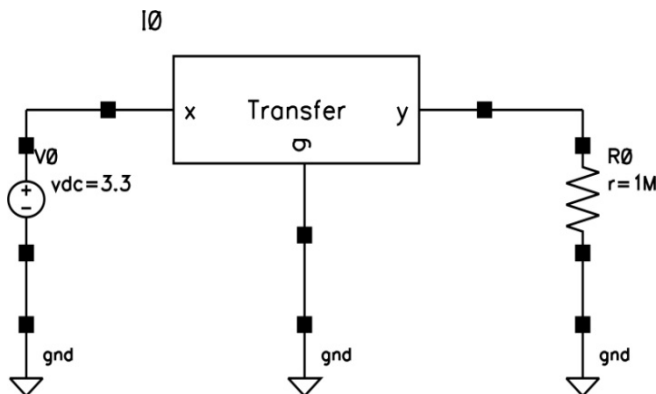 I0
x Transfer y
g
V0
vdc=3.3
R0
r=1M
gnd
gnd
gnd